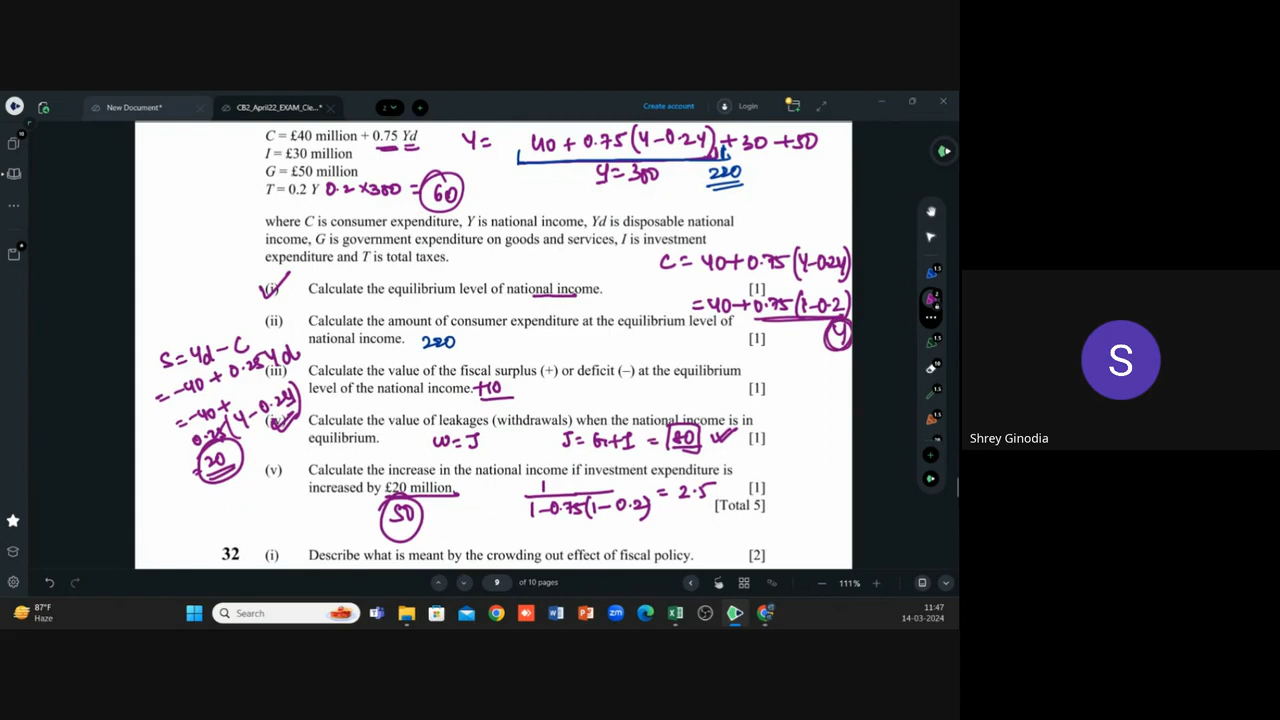 New Document*
CB2_April22_EXAM_Cle...*
2
Create account
Login
C = £40 million + 0.75 Yd
Y = 40 + 0.75(Y-0.2Y) + 30 + 50
I = £30 million
G = £50 million
Y = 300
220
T = 0.2 Y 0.2 × 300 = 60
where C is consumer expenditure, Y is national income, Yd is disposable national
income, G is government expenditure on goods and services, I is investment
expenditure and T is total taxes.
C = 40+0.75(Y-0.2Y)
(i) Calculate the equilibrium level of national income. [1]
= 40+0.75(1-0.2)
Y
(ii) Calculate the amount of consumer expenditure at the equilibrium level of
national income. 220 [1]
S = Yd - C
= -40 + 0.25Yd
= -40 +
0.25(Y-0.2Y)
20
(iii) Calculate the value of the fiscal surplus (+) or deficit (–) at the equilibrium
level of the national income. +10 [1]
(iv) Calculate the value of leakages (withdrawals) when the national income is in
equilibrium. W = J J = G+I = 80 [1]
(v) Calculate the increase in the national income if investment expenditure is
increased by £20 million. [1]
50
1
1-0.75(1-0.2) = 2.5
[Total 5]
32 (i) Describe what is meant by the crowding out effect of fiscal policy. [2]
9 of 10 pages
111%
87°F
Haze
Search
11:47
14-03-2024
S
Shrey Ginodia